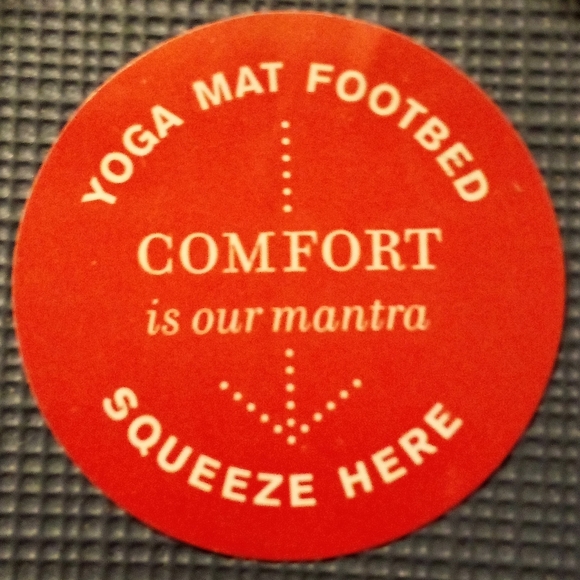 YOGA MAT FOOTBED
COMFORT
is our mantra
SQUEEZE HERE